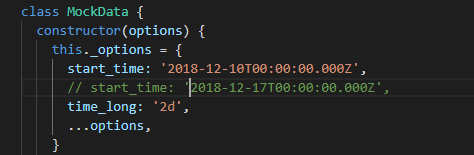 class MockData {
constructor(options) {
this._options = {
start_time: '2018-12-10T00:00:00.000Z',
// start_time: '2018-12-17T00:00:00.000Z',
time_long: '2d',
...options,
}